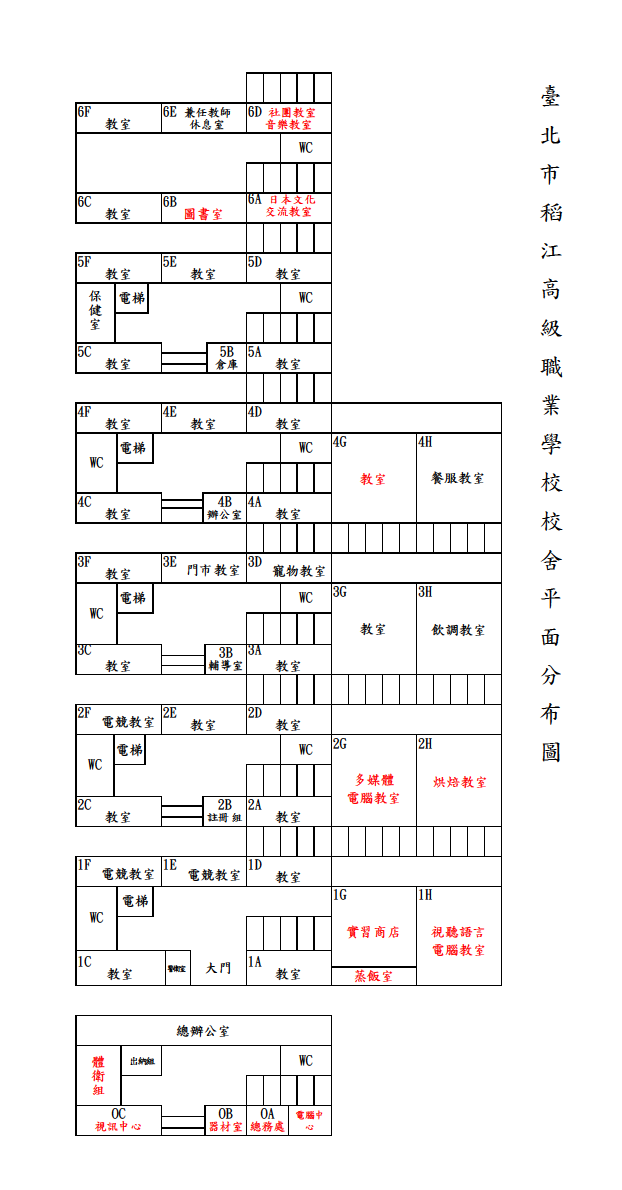 臺北市稻江高級職業學校校舍平面分布圖
6F 教室
6E 兼任教師
休息室
6D 社團教室
音樂教室
WC
6C 教室
6B 圖書室
6A 日本文化
交流教室
5F 教室
5E 教室
5D 教室
保健室
電梯
WC
5C 教室
5B
倉庫
5A 教室
4F 教室
4E 教室
4D 教室
WC
電梯
WC
4G
教室
4H
餐服教室
4C 教室
4B
辦公室
4A 教室
3F 教室
3E 門市教室
3D 寵物教室
WC
電梯
WC
3G
教室
3H
飲調教室
3C 教室
3B
輔導室
3A 教室
2F 電競教室
2E 教室
2D 教室
WC
電梯
WC
2G
多媒體
電腦教室
2H
烘焙教室
2C 教室
2B
註冊組
2A 教室
1F 電競教室
1E 電競教室
1D 教室
WC
電梯
1G
實習商店
1H
視聽語言
電腦教室
1C 教室
大門
1A 教室
蒸飯室
總辦公室
體衛組
出納組
WC
0C
視訊中心
0B
器材室
0A
總務處
電腦中
心